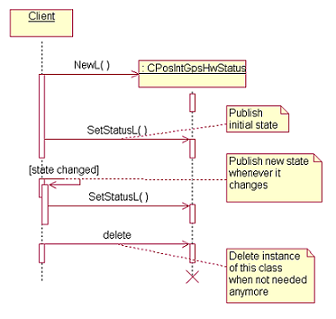 Client
NewL( )
: CPosIntGpsHwStatus
Publish
initial state
SetStatusL( )
[state changed]
Publish new state
whenever it
changes
SetStatusL( )
delete
Delete instance
of this class
when not needed
anymore